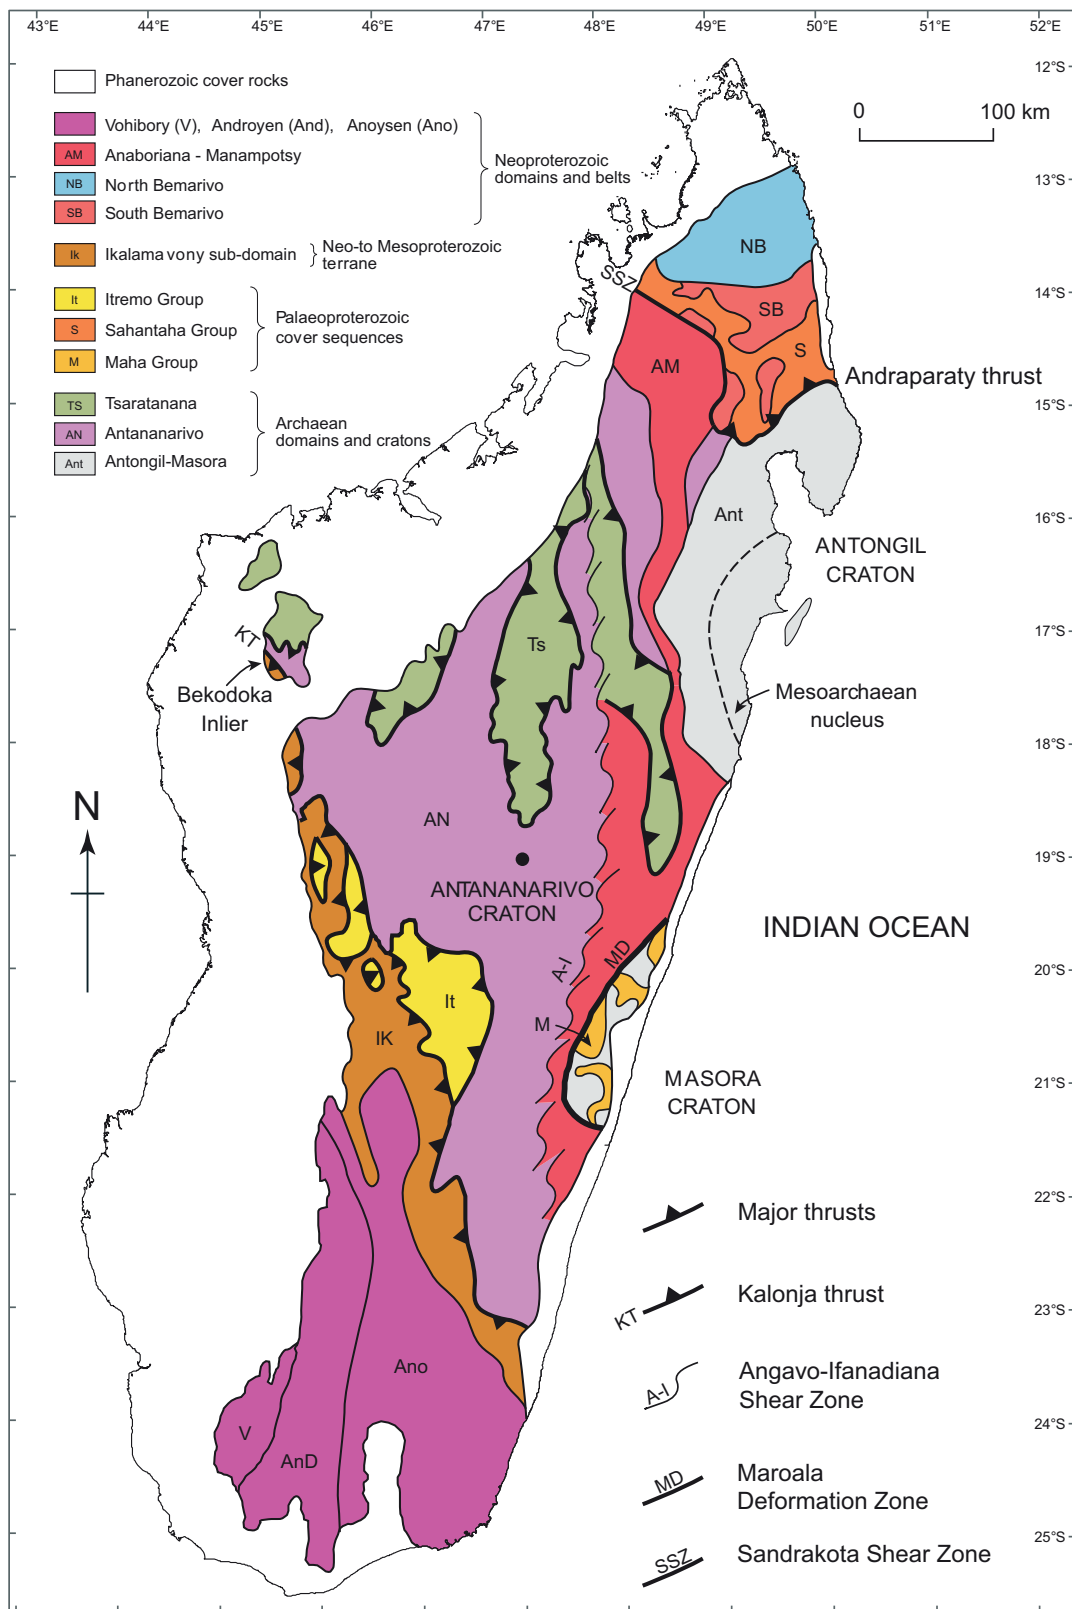 43°E 44°E 45°E 46°E 47°E 48°E 49°E 50°E 51°E 52°E
12°S
13°S
14°S
15°S
16°S
17°S
18°S
19°S
20°S
21°S
22°S
23°S
24°S
25°S
0 100 km
Phanerozoic cover rocks
Vohibory (V), Androyen (And), Anoysen (Ano)
AM Anaboriana - Manampotsy
NB North Bemarivo
SB South Bemarivo
Neoproterozoic
domains and belts
Ik Ikalama vony sub-domain
Neo-to Mesoproterozoic
terrane
It Itremo Group
S Sahantaha Group
M Maha Group
Palaeoproterozoic
cover sequences
TS Tsaratanana
AN Antananarivo
Ant Antongil-Masora
Archaean
domains and cratons
NB
SSZ
SB
S
AM
Andraparaty thrust
Ant
ANTONGIL
CRATON
Ts
KT
Bekodoka
Inlier
Mesoarchaean
nucleus
N
AN
ANTANANARIVO
CRATON
INDIAN OCEAN
A-I
MD
It
M
IK
MASORA
CRATON
Ano
V
AnD
Major thrusts
KT
Kalonja thrust
A-I
Angavo-Ifanadiana
Shear Zone
MD
Maroala
Deformation Zone
SSZ
Sandrakota Shear Zone